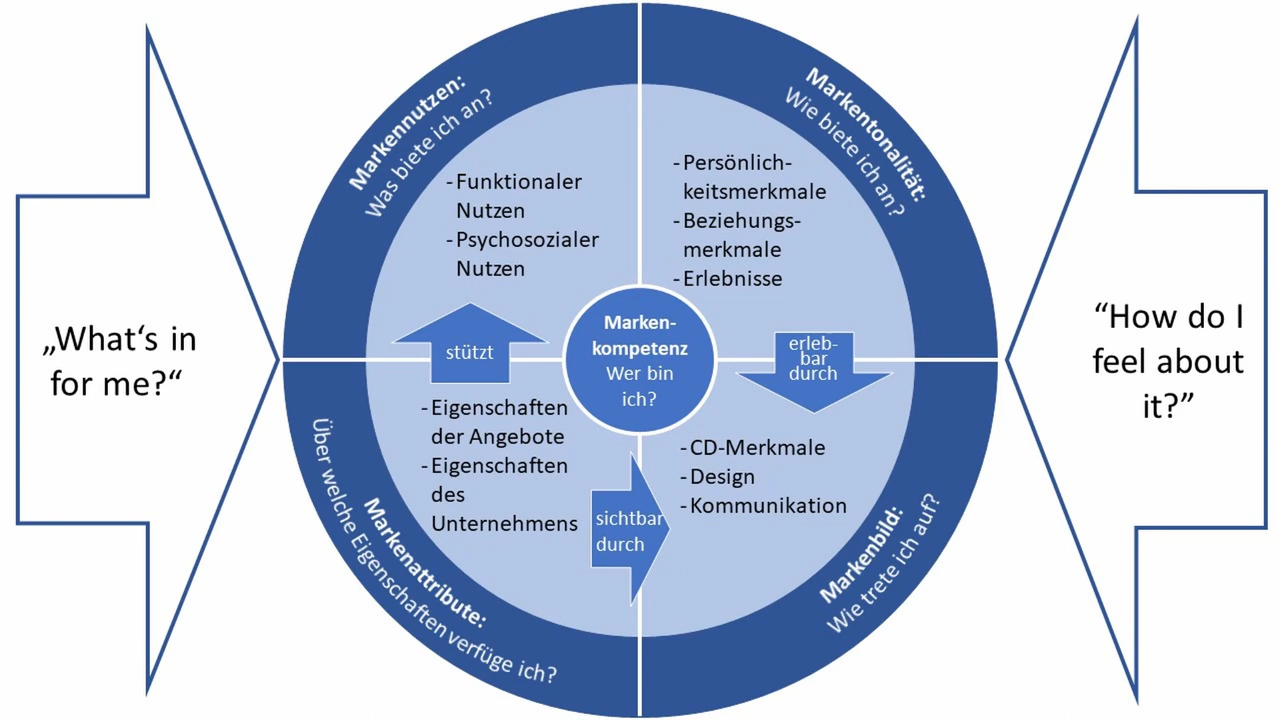 Markennutzen:
Was biete ich an?
Markentonalität:
Wie biete ich an?
-Funktionaler
Nutzen
-Psychosozialer
Nutzen
-Persönlich-
keitsmerkmale
-Beziehungs-
merkmale
-Erlebnisse
„What‘s in
for me?“
stützt
Marken-
kompetenz
Wer bin
ich?
erleb-
bar
durch
“How do I
feel about
it?”
-Eigenschaften
der Angebote
-Eigenschaften
des
Unternehmens
sichtbar
durch
-CD-Merkmale
-Design
-Kommunikation
Markenattribute:
Über welche Eigenschaften verfüge ich?
Markenbild:
Wie trete ich auf?